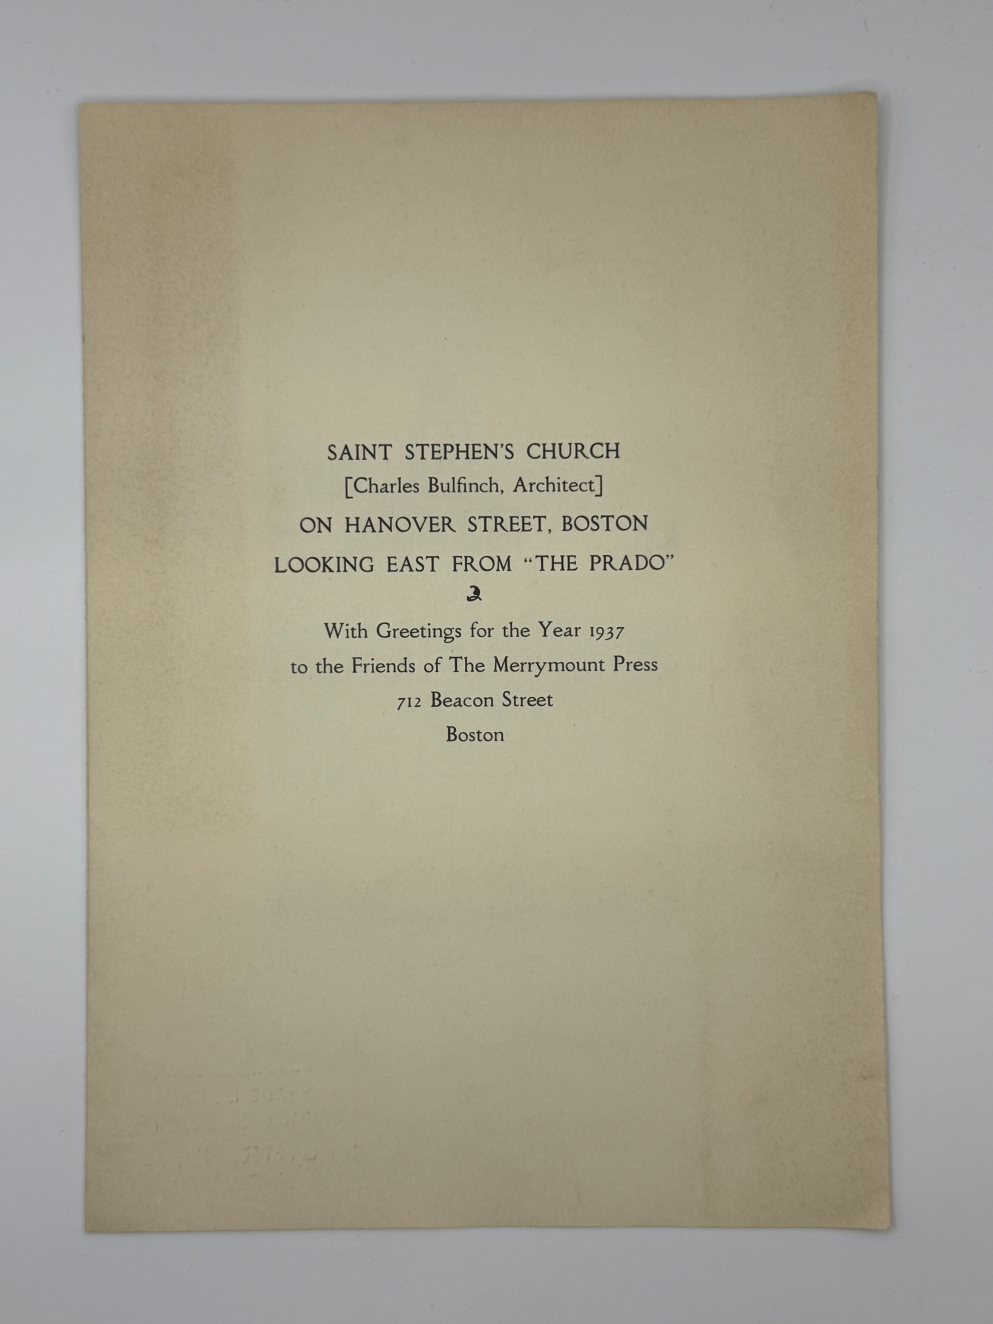 SAINT STEPHEN'S CHURCH
[Charles Bulfinch, Architect]
ON HANOVER STREET, BOSTON
LOOKING EAST FROM “THE PRADO”
With Greetings for the Year 1937
to the Friends of The Merrymount Press
712 Beacon Street
Boston